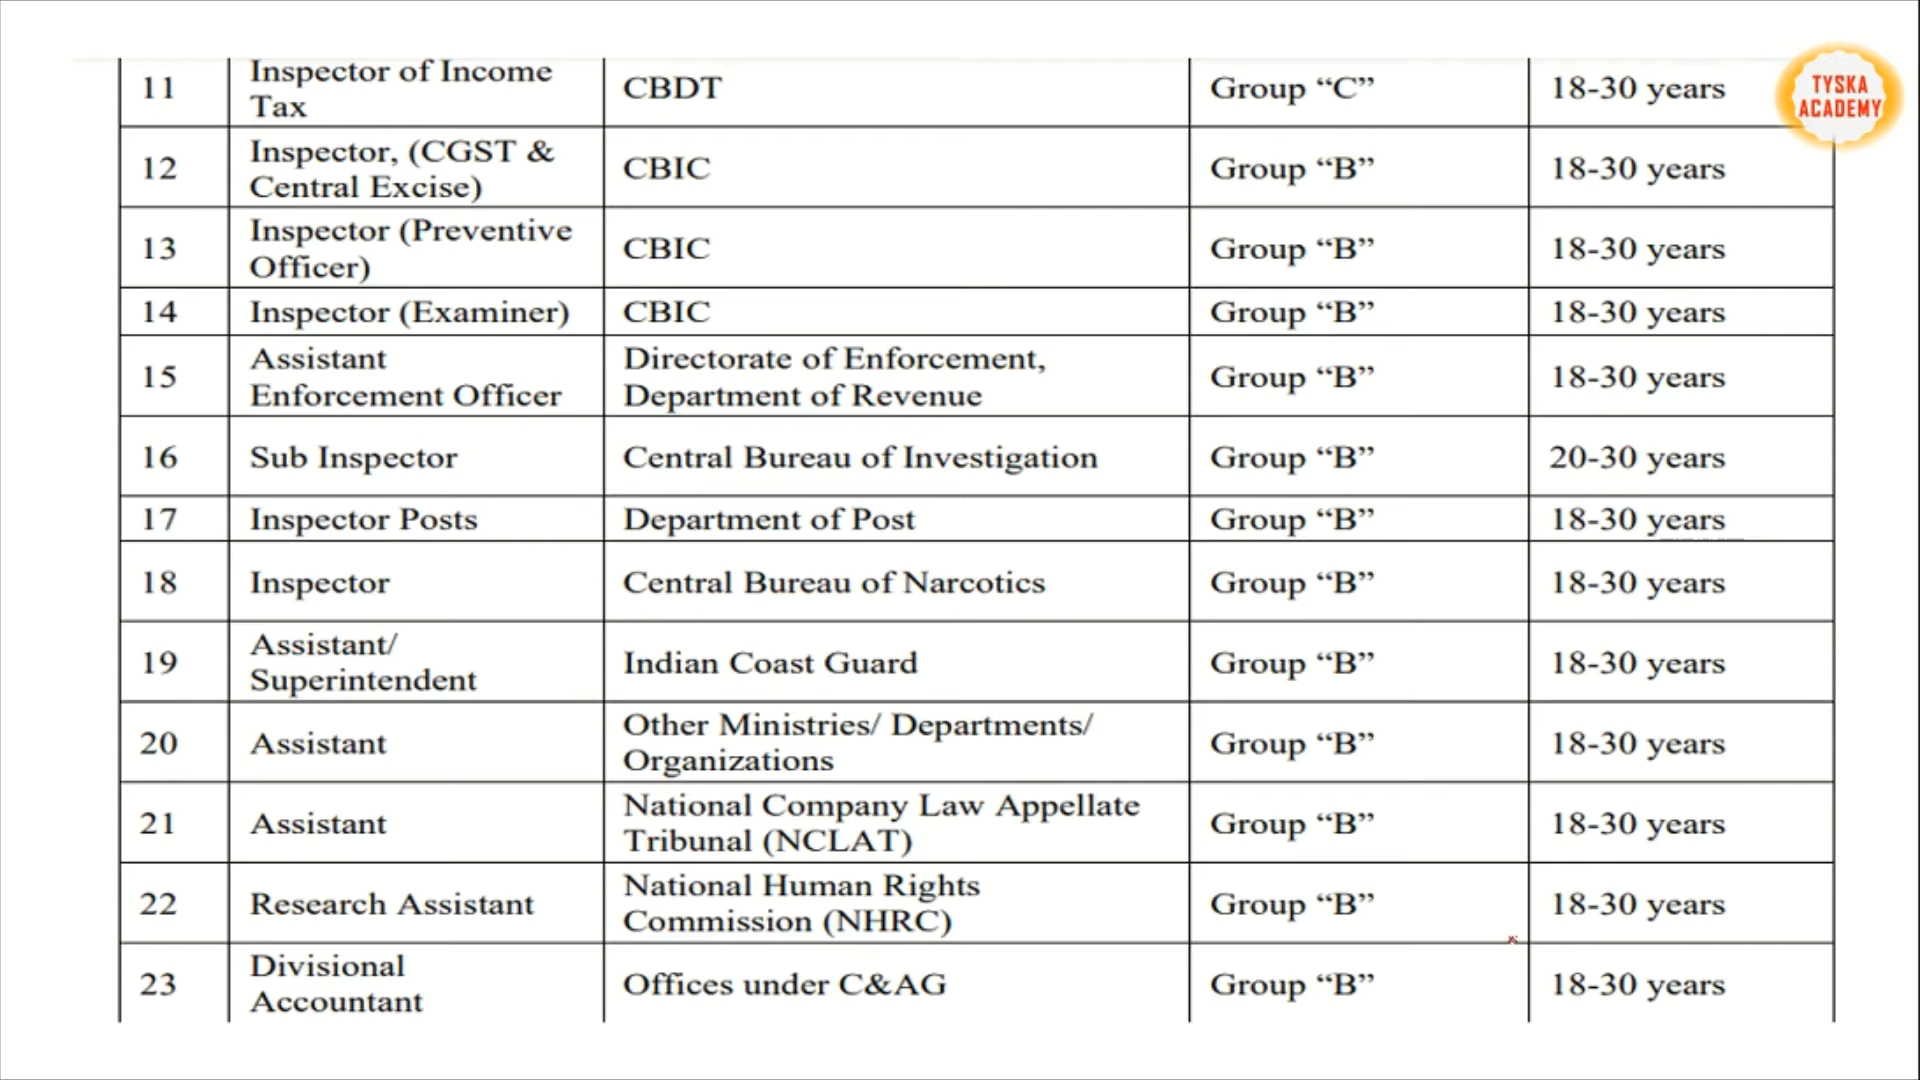 TYSKA
ACADEMY
11 Inspector of Income Tax CBDT Group “C” 18-30 years
12 Inspector, (CGST & Central Excise) CBIC Group “B” 18-30 years
13 Inspector (Preventive Officer) CBIC Group “B” 18-30 years
14 Inspector (Examiner) CBIC Group “B” 18-30 years
15 Assistant Enforcement Officer Directorate of Enforcement, Department of Revenue Group “B” 18-30 years
16 Sub Inspector Central Bureau of Investigation Group “B” 20-30 years
17 Inspector Posts Department of Post Group “B” 18-30 years
18 Inspector Central Bureau of Narcotics Group “B” 18-30 years
19 Assistant/ Superintendent Indian Coast Guard Group “B” 18-30 years
20 Assistant Other Ministries/ Departments/ Organizations Group “B” 18-30 years
21 Assistant National Company Law Appellate Tribunal (NCLAT) Group “B” 18-30 years
22 Research Assistant National Human Rights Commission (NHRC) Group “B” 18-30 years
23 Divisional Accountant Offices under C&AG Group “B” 18-30 years